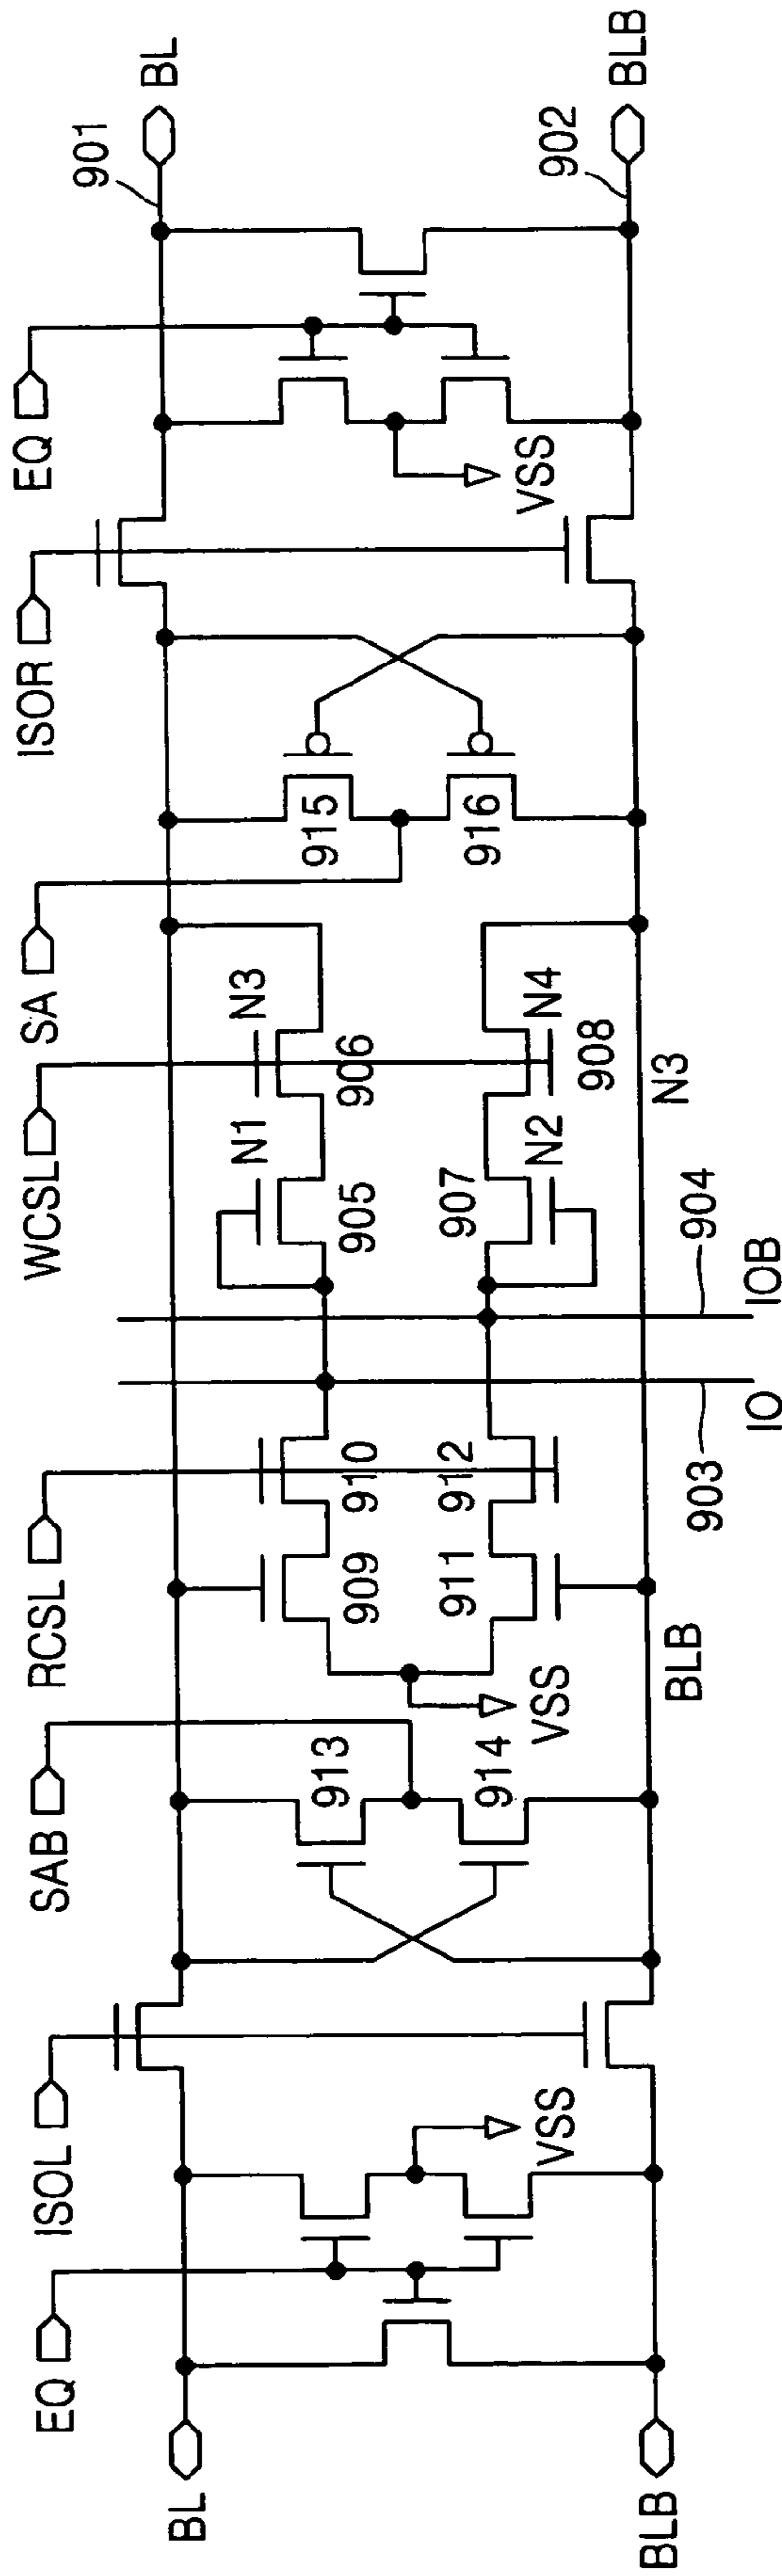 EQ
ISOL
SAB
RCSL
WCSL
SA
ISOR
EQ
BL
901
BL
N1
N3
910
909
905
906
913
915
VSS
VSS
VSS
914
911
912
907
N2
908
N4
916
902
BLB
BLB
BLB
N3
903
IO
904
IOB